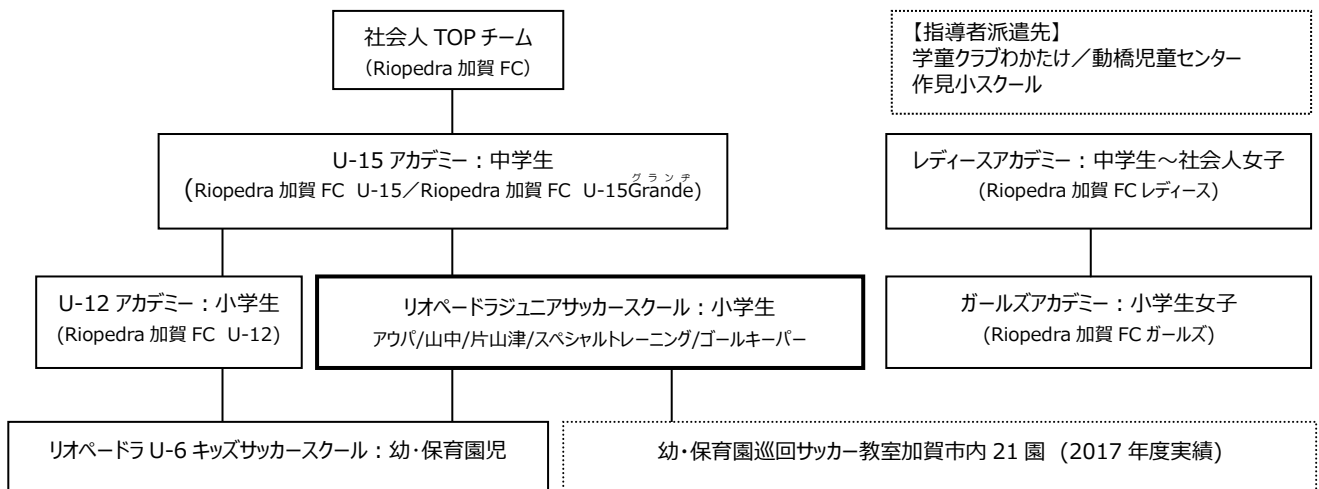 社会人 TOP チーム
(Riopedra 加賀 FC)
【指導者派遣先】
学童クラブわかたけ／動橋児童センター
作見小スクール
U-15 アカデミー：中学生
グランヂ
(Riopedra 加賀 FC U-15／Riopedra 加賀 FC U-15Grande)
レディースアカデミー：中学生～社会人女子
(Riopedra 加賀 FC レディース)
U-12 アカデミー：小学生
(Riopedra 加賀 FC U-12)
リオペードラジュニアサッカースクール：小学生
アウパ/山中/片山津/スペシャルトレーニング/ゴールキーパー
ガールズアカデミー：小学生女子
(Riopedra 加賀 FC ガールズ)
リオペードラ U-6 キッズサッカースクール：幼・保育園児
幼・保育園巡回サッカー教室加賀市内 21 園 (2017 年度実績)